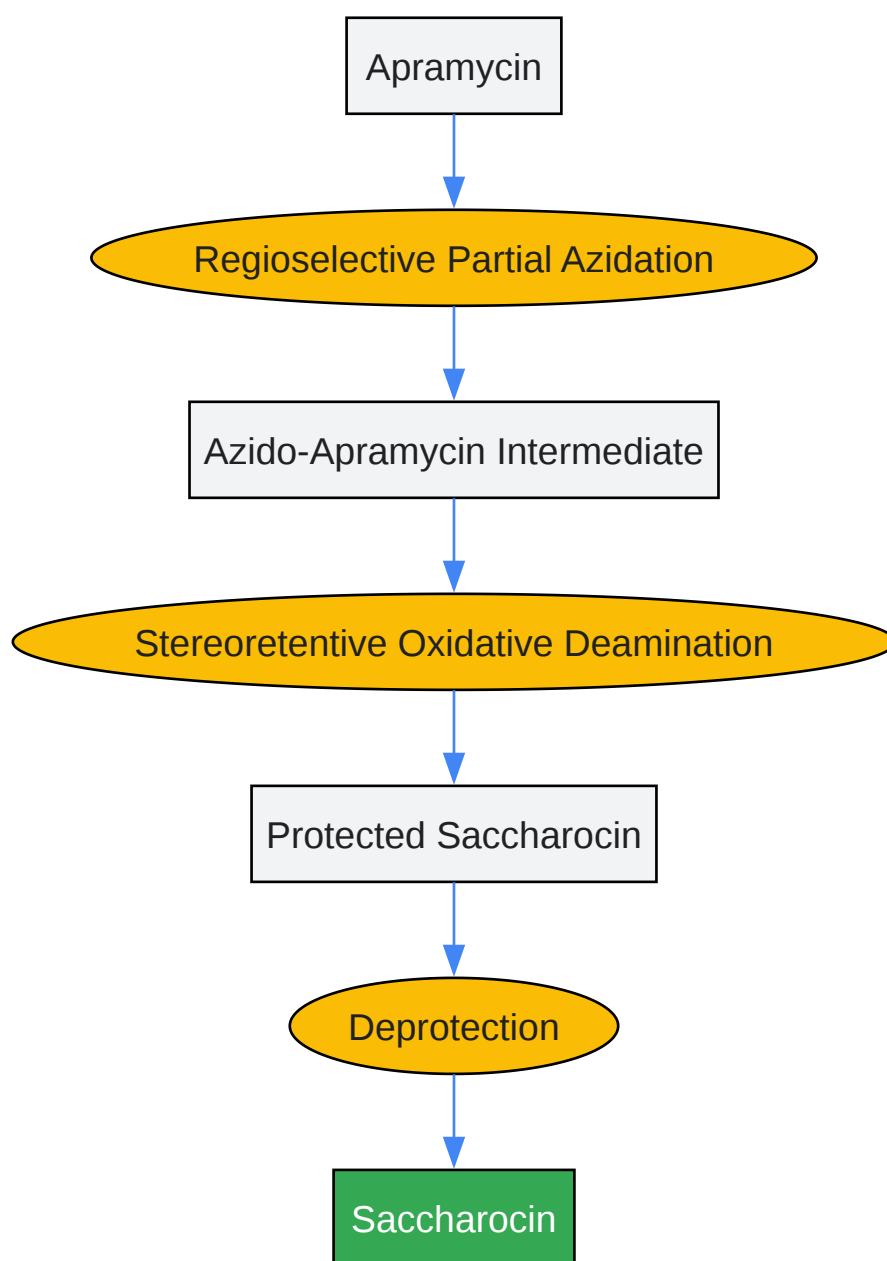 Apramycin
Regioselective Partial Azidation
Azido-Apramycin Intermediate
Stereoretentive Oxidative Deamination
Protected Saccharocin
Deprotection
Saccharocin